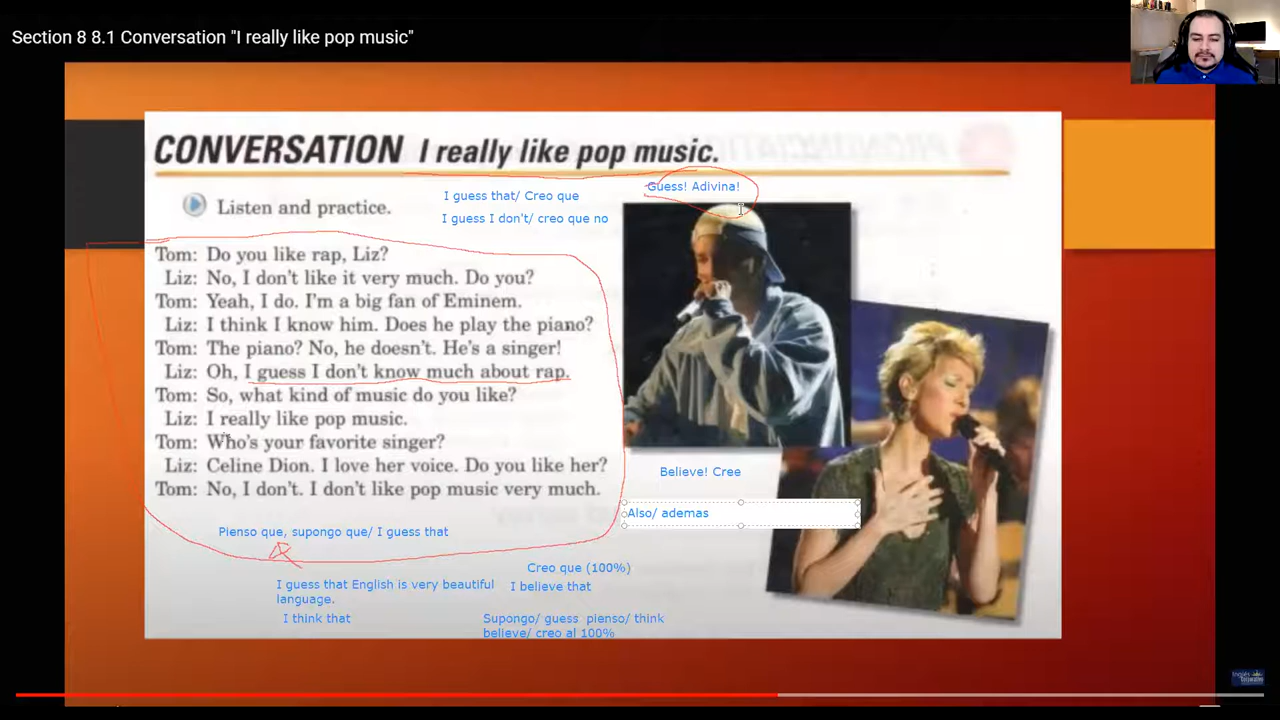 Section 8 8.1 Conversation "I really like pop music"
CONVERSATION I really like pop music.
Guess! Adivina!
I guess that/ Creo que
Listen and practice.
I guess I don't/ creo que no
Tom: Do you like rap, Liz?
Liz: No, I don't like it very much. Do you?
Tom: Yeah, I do. I'm a big fan of Eminem.
Liz: I think I know him. Does he play the piano?
Tom: The piano? No, he doesn't. He's a singer!
Liz: Oh, I guess I don't know much about rap.
Tom: So, what kind of music do you like?
Liz: I really like pop music.
Tom: Who's your favorite singer?
Liz: Celine Dion. I love her voice. Do you like her?
Tom: No, I don't. I don't like pop music very much.
Believe! Cree
Also/ ademas
Pienso que, supongo que/ I guess that
Creo que (100%)
I guess that English is very beautiful
language.
I believe that
I think that
Supongo/ guess pienso/ think
believe/ creo al 100%